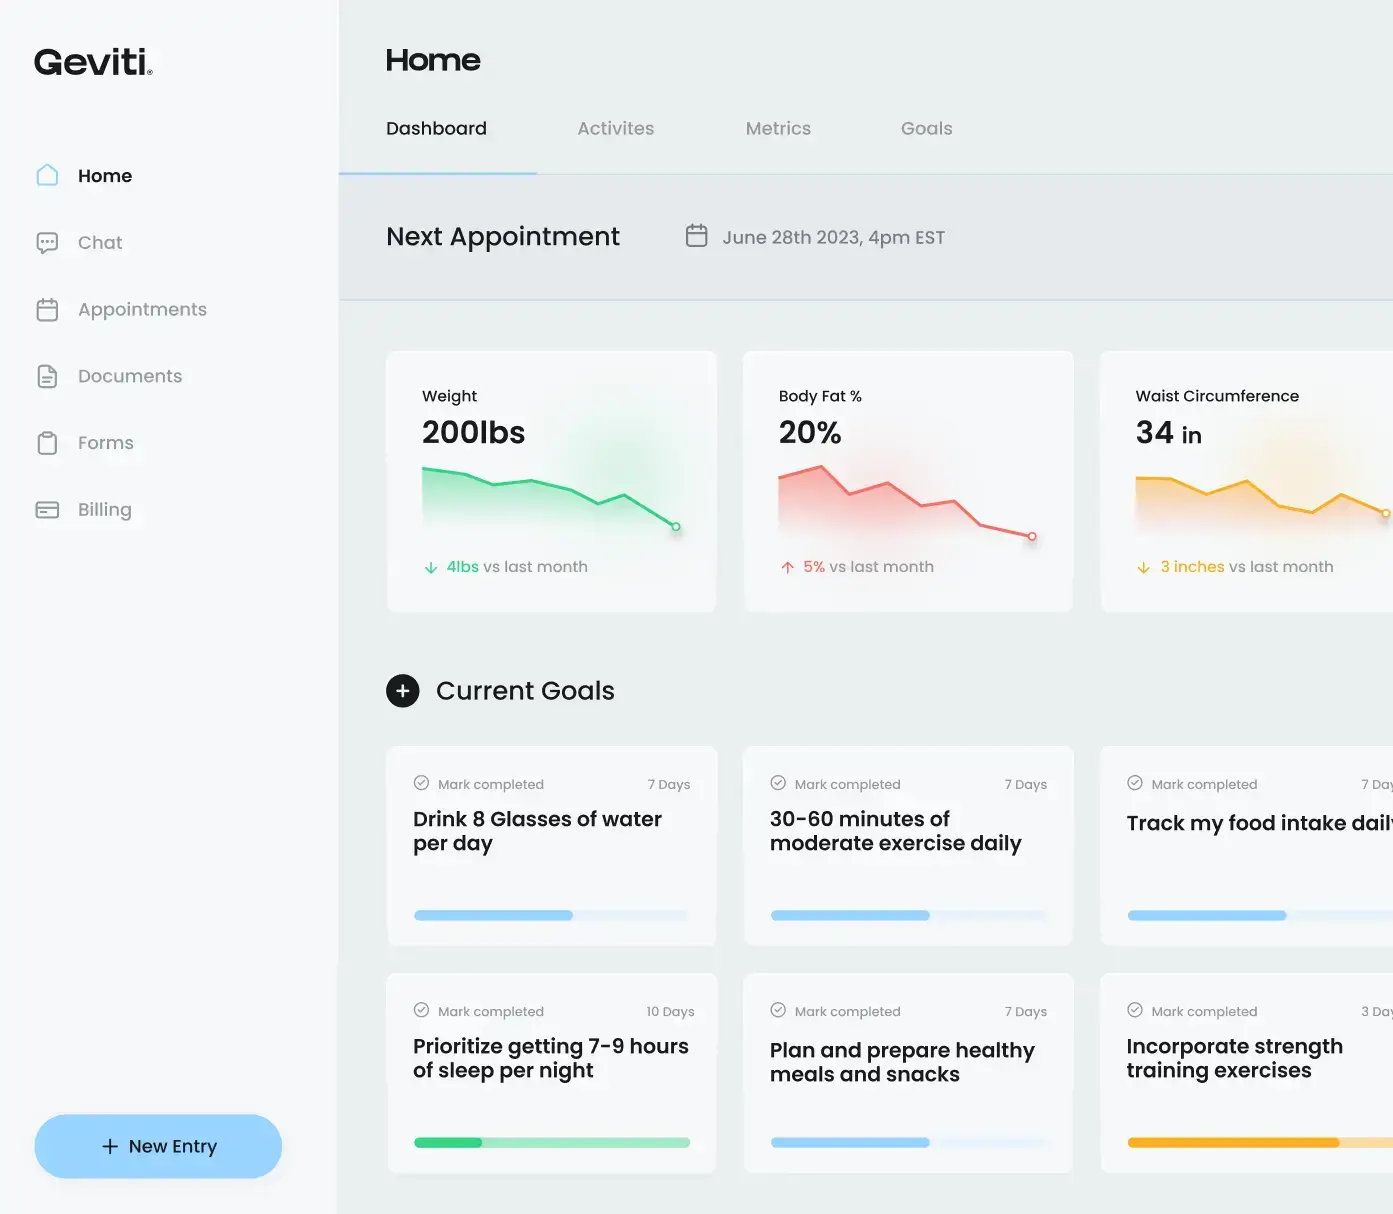 Geviti®
Home
Chat
Appointments
Documents
Forms
Billing
+ New Entry
Home
Dashboard Activites Metrics Goals
Next Appointment June 28th 2023, 4pm EST
Weight
200lbs
↓ 4lbs vs last month
Body Fat %
20%
↑ 5% vs last month
Waist Circumference
34 in
↓ 3 inches vs last month
+ Current Goals
Mark completed 7 Days
Drink 8 Glasses of water
per day
Mark completed 7 Days
30-60 minutes of
moderate exercise daily
Mark completed 7 Day
Track my food intake daily
Mark completed 10 Days
Prioritize getting 7-9 hours
of sleep per night
Mark completed 7 Days
Plan and prepare healthy
meals and snacks
Mark completed 3 Day
Incorporate strength
training exercises